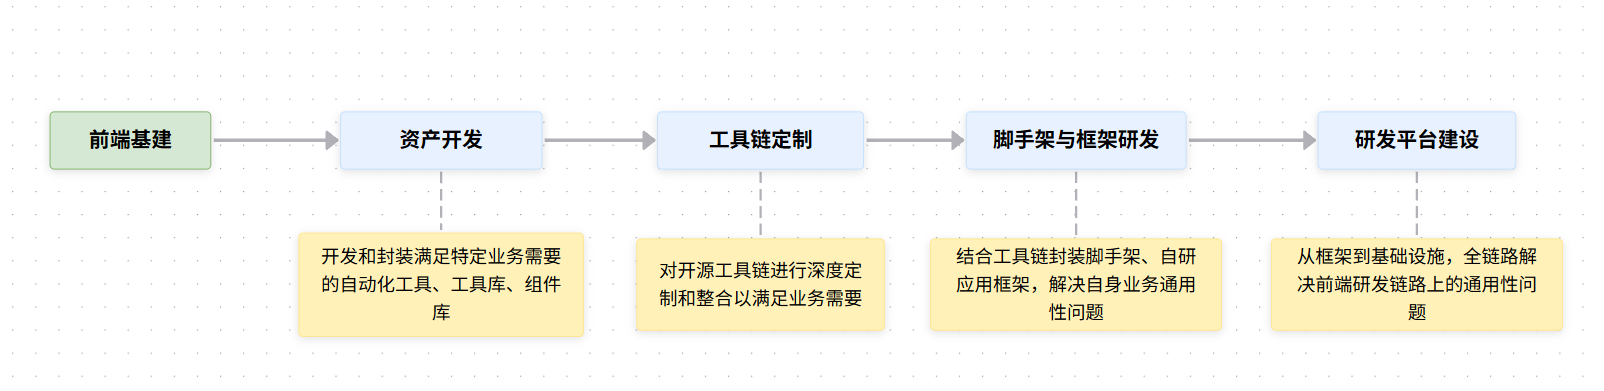 前端基建
资产开发
工具链定制
脚手架与框架研发
研发平台建设
开发和封装满足特定业务需要
的自动化工具、工具库、组件
库
对开源工具链进行深度定
制和整合以满足业务需要
结合工具链封装脚手架、自研
应用框架，解决自身业务通用
性问题
从框架到基础设施，全链路解
决前端研发链路上的通用性问
题